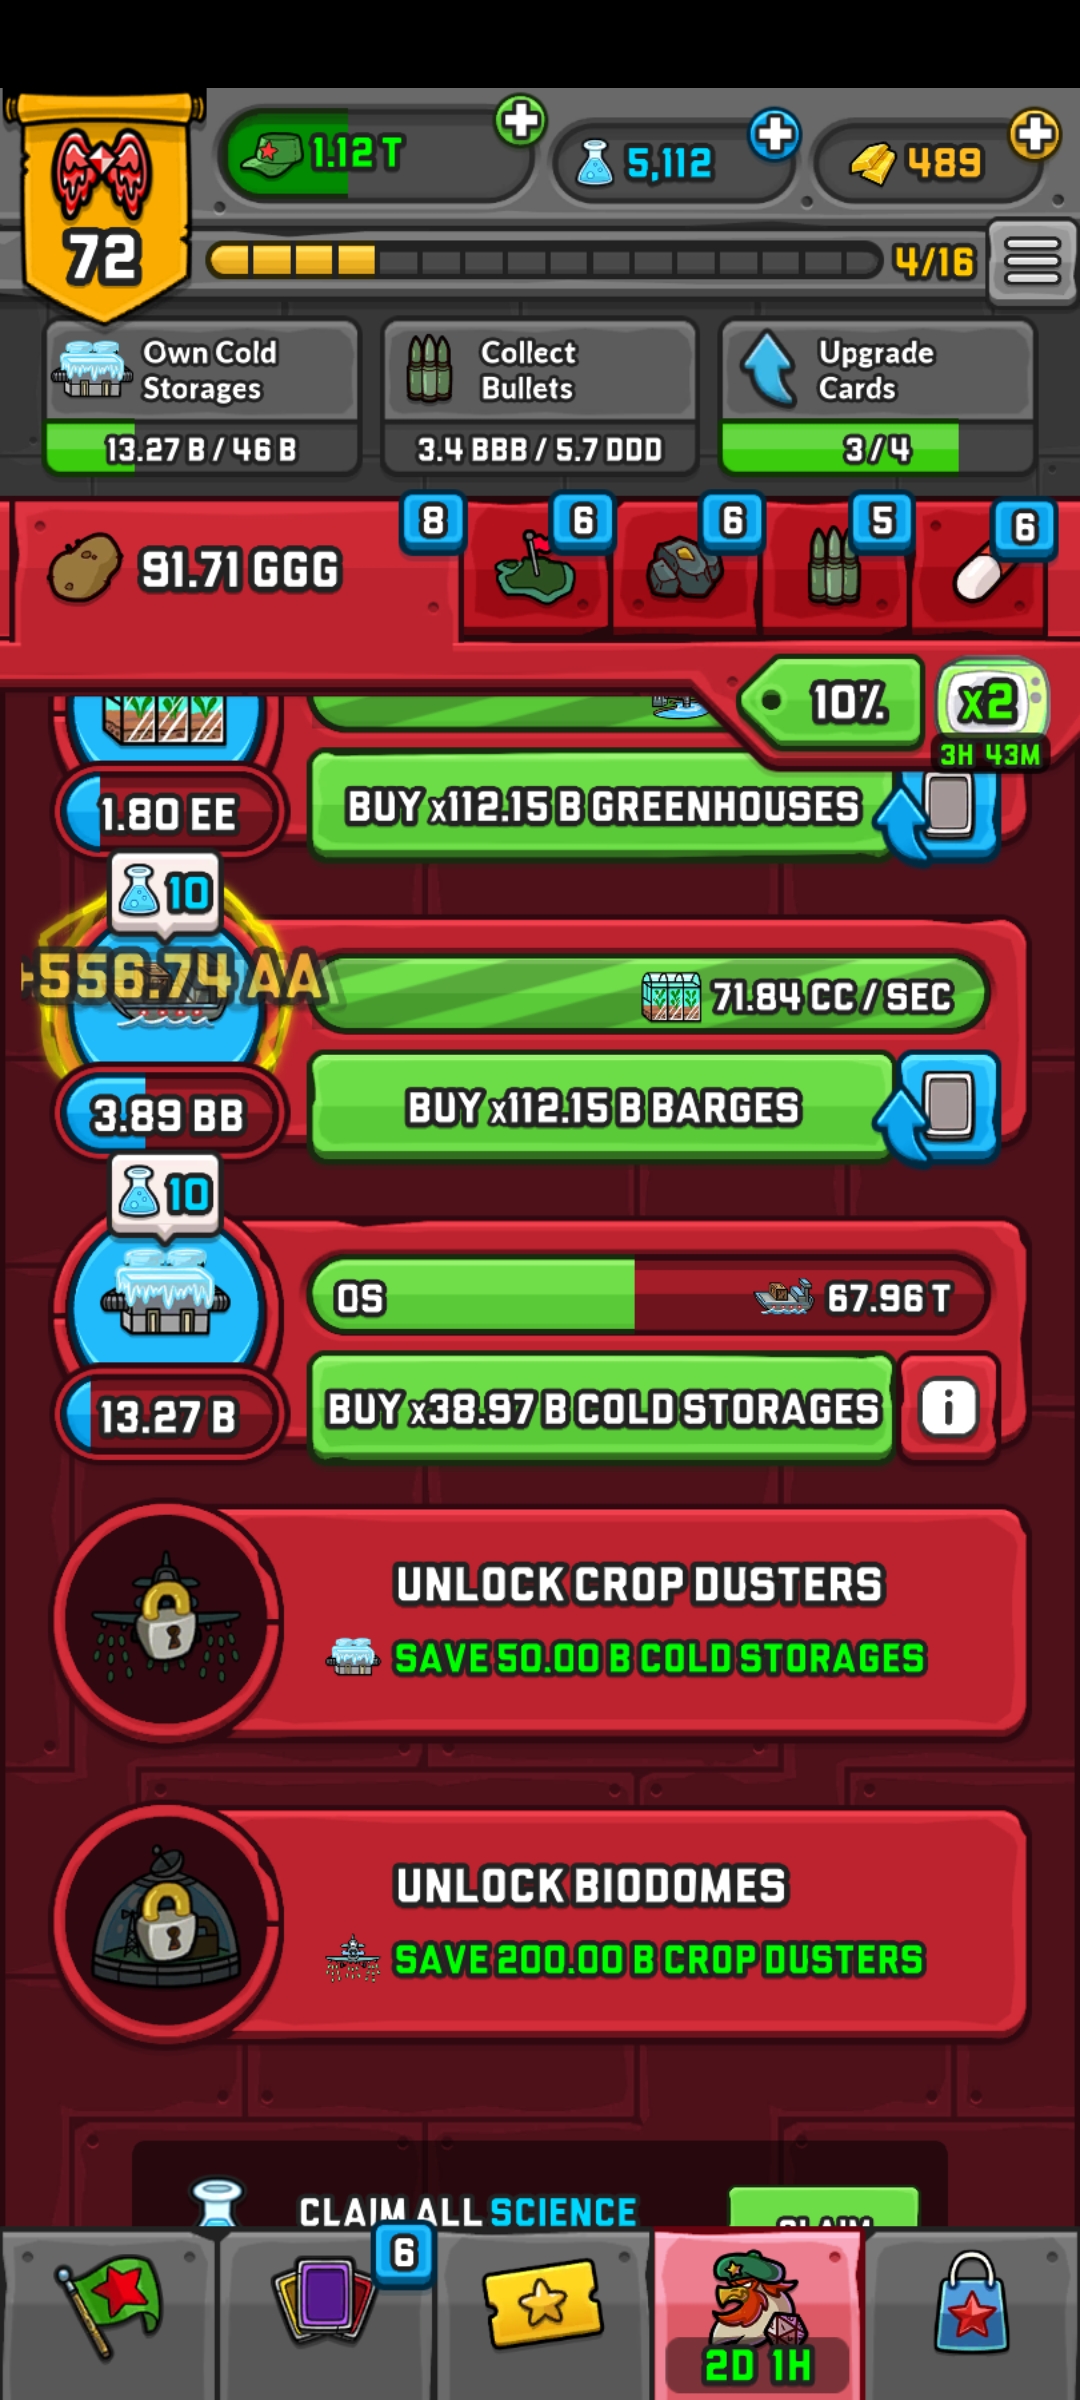 1.12 T
5,112
489
72
4/16
Own Cold
Storages
13.27 B / 46 B
Collect
Bullets
3.4 BBB / 5.7 DDD
Upgrade
Cards
3/4
91.71 GGG
8
6
6
5
6
10%
x2
3H 43M
1.80 EE
BUY x112.15 B GREENHOUSES
10
+556.74 AA
71.84 CC / SEC
3.89 BB
BUY x112.15 B BARGES
10
0S
67.96 T
13.27 B
BUY x38.97 B COLD STORAGES
i
UNLOCK CROP DUSTERS
SAVE 50.00 B COLD STORAGES
UNLOCK BIODOMES
SAVE 200.00 B CROP DUSTERS
CLAIM ALL SCIENCE
CLAIM
6
2D 1H